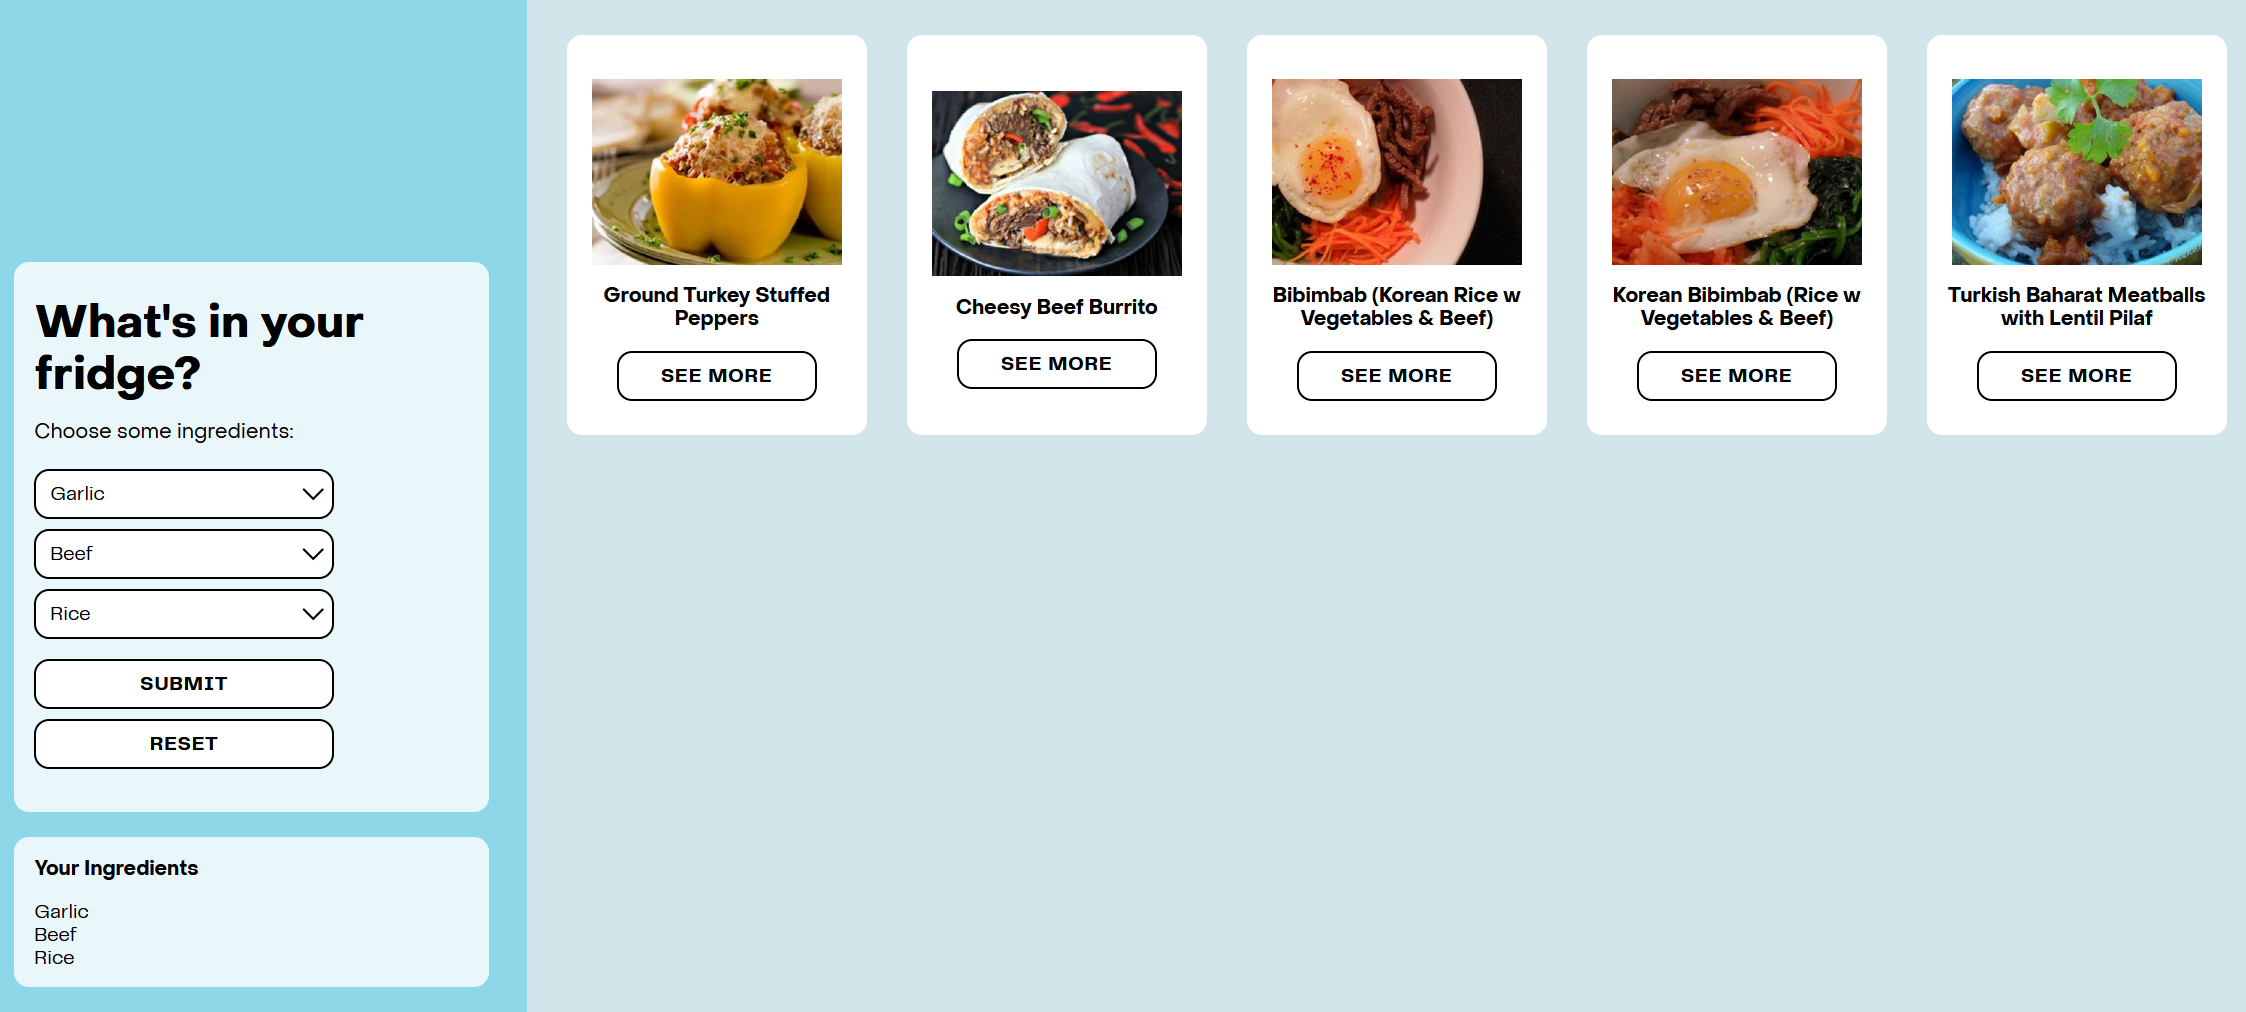 What's in your
fridge?
Choose some ingredients:
Garlic
Beef
Rice
SUBMIT
RESET
Your Ingredients
Garlic
Beef
Rice
Ground Turkey Stuffed
Peppers
SEE MORE
Cheesy Beef Burrito
SEE MORE
Bibimbab (Korean Rice w
Vegetables & Beef)
SEE MORE
Korean Bibimbab (Rice w
Vegetables & Beef)
SEE MORE
Turkish Baharat Meatballs
with Lentil Pilaf
SEE MORE